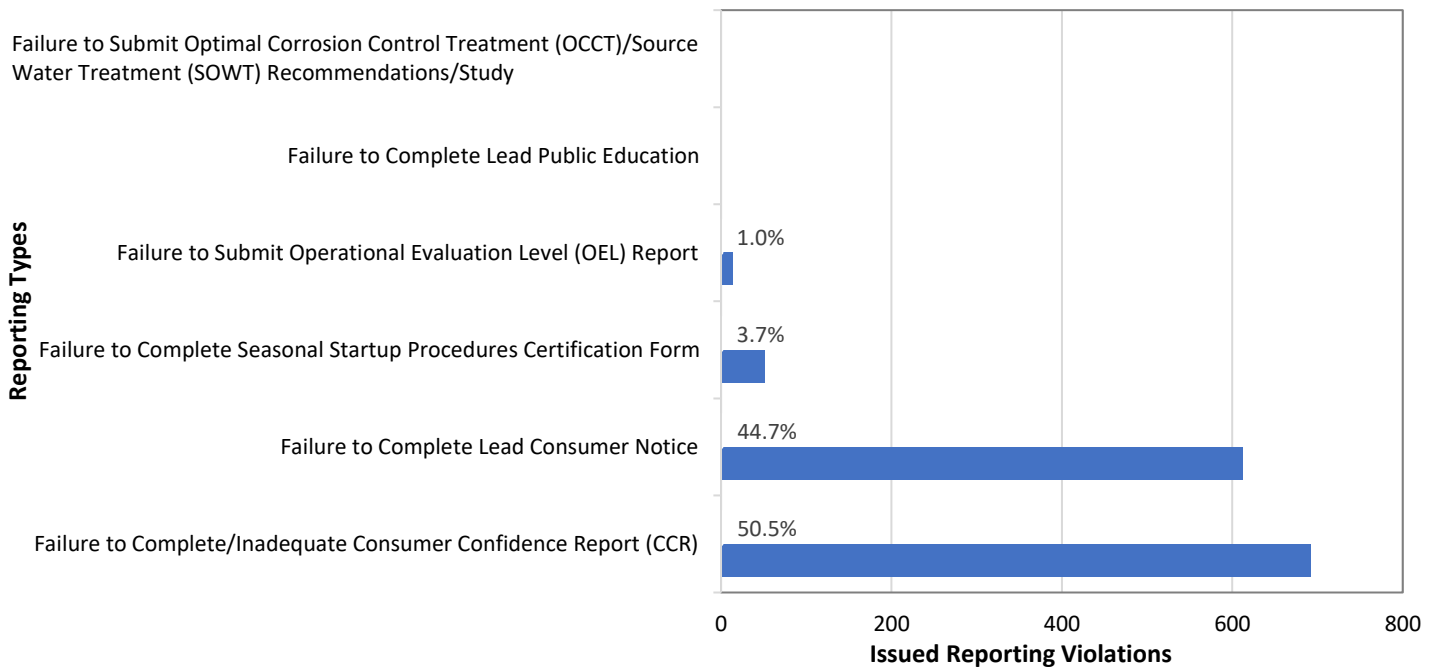 Reporting Types
Failure to Submit Optimal Corrosion Control Treatment (OCCT)/Source
Water Treatment (SOWT) Recommendations/Study
Failure to Complete Lead Public Education
Failure to Submit Operational Evaluation Level (OEL) Report
1.0%
Failure to Complete Seasonal Startup Procedures Certification Form
3.7%
Failure to Complete Lead Consumer Notice
44.7%
Failure to Complete/Inadequate Consumer Confidence Report (CCR)
50.5%
0 200 400 600 800
Issued Reporting Violations